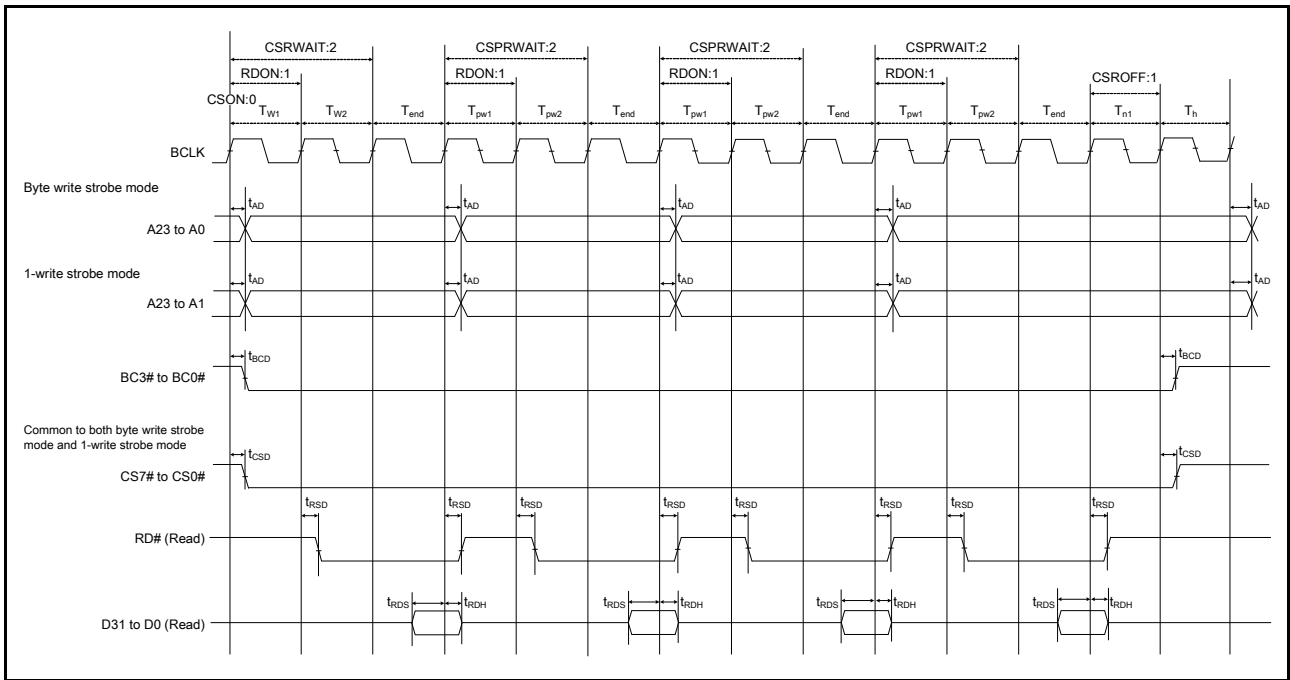 CSRWAIT:2 CSPRWAIT:2 CSPRWAIT:2 CSPRWAIT:2
RDON:1 RDON:1 RDON:1 RDON:1 CSROFF:1
CSON:0
TW1 TW2 Tend Tpw1 Tpw2 Tend Tpw1 Tpw2 Tend Tpw1 Tpw2 Tend Tn1 Th
BCLK
Byte write strobe mode
tAD tAD tAD tAD tAD
A23 to A0
1-write strobe mode
tAD tAD tAD tAD tAD
A23 to A1
tBCD tBCD
BC3# to BC0#
Common to both byte write strobe
mode and 1-write strobe mode
tCSD tCSD
CS7# to CS0#
tRSD tRSD tRSD tRSD tRSD tRSD tRSD tRSD
RD# (Read)
tRDS tRDH tRDS tRDH tRDS tRDH tRDS tRDH
D31 to D0 (Read)